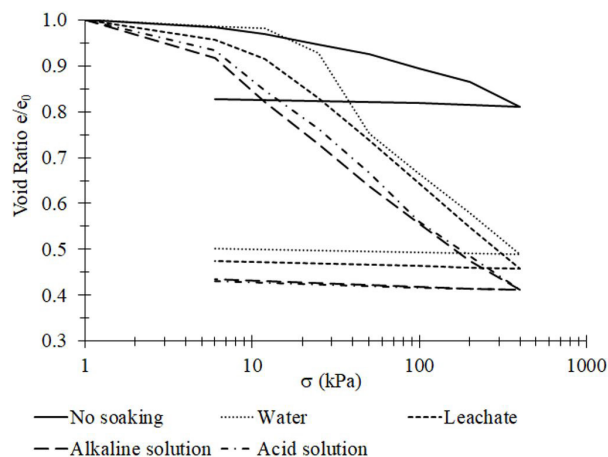 1.0
0.9
0.8
0.7
0.6
0.5
0.4
0.3
Void Ratio e/e₀
1 10 100 1000
σ (kPa)
No soaking Water Leachate
Alkaline solution Acid solution